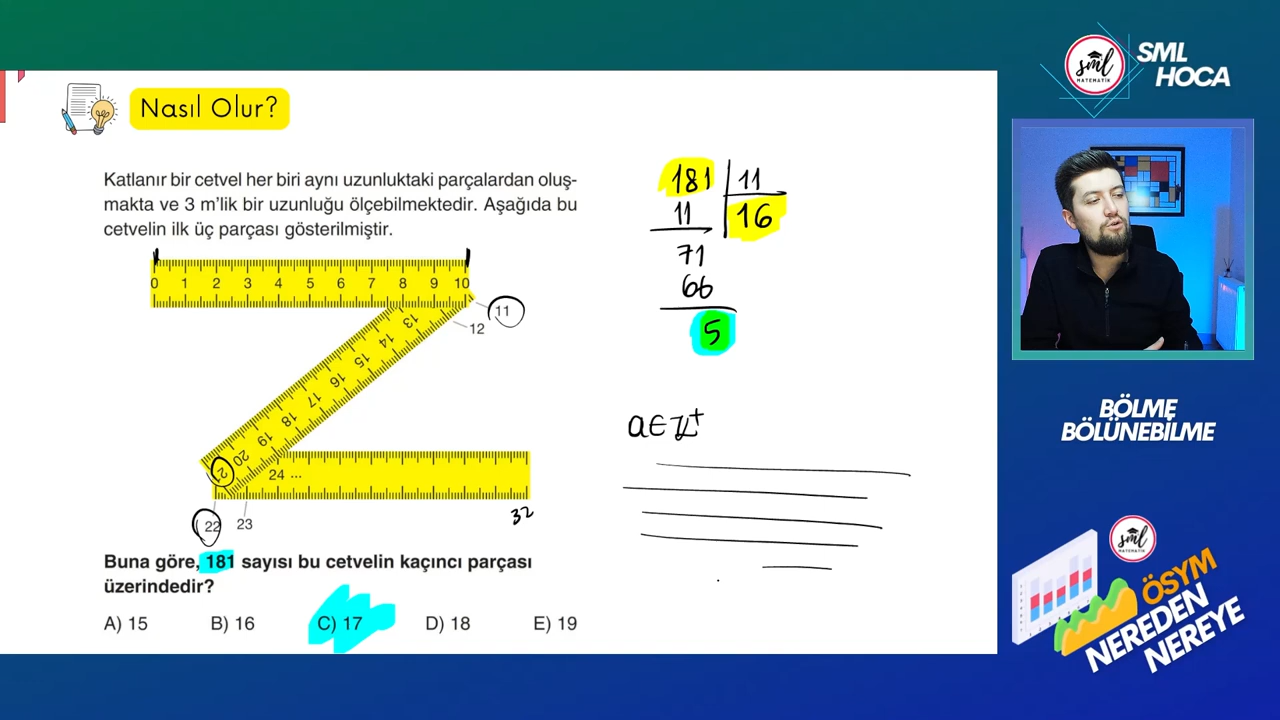 Nasıl Olur?
Katlanır bir cetvel her biri aynı uzunluktaki parçalardan oluş-
makta ve 3 m'lik bir uzunluğu ölçebilmektedir. Aşağıda bu
cetvelin ilk üç parçası gösterilmiştir.
0 1 2 3 4 5 6 7 8 9 10
11
12
13
14
15
16
17
18
19
20
21
24 ...
22 23
32
Buna göre, 181 sayısı bu cetvelin kaçıncı parçası
üzerindedir?
A) 15 B) 16 C) 17 D) 18 E) 19
181 11
11 16
71
66
5
a∈ℤ+
sml
MATEMATİK
SML
HOCA
BÖLME
BÖLÜNEBİLME
sml
MATEMATİK
ÖSYM
NEREDEN
NEREYE